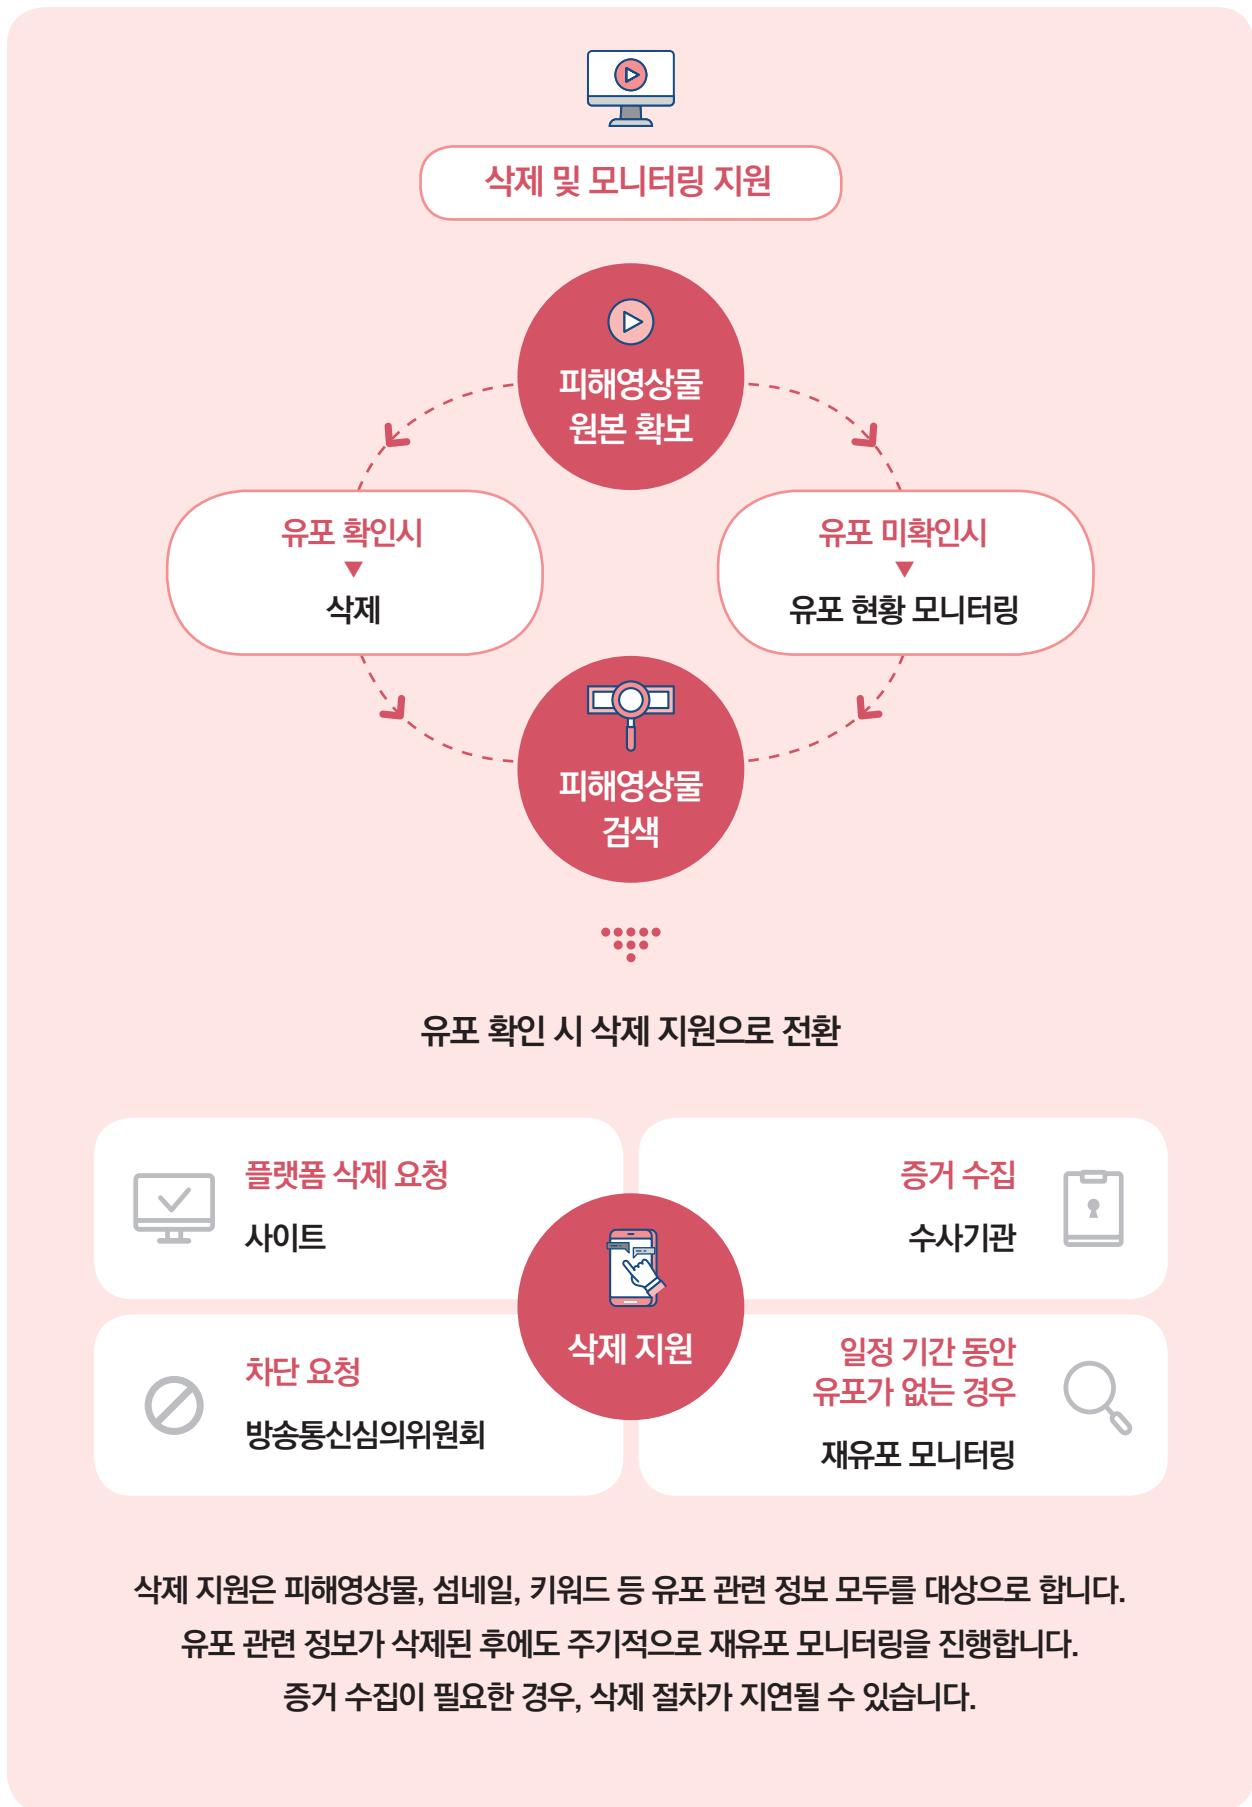 삭제 및 모니터링 지원
피해영상물
원본 확보
유포 확인시
삭제
유포 미확인시
유포 현황 모니터링
피해영상물
검색
유포 확인 시 삭제 지원으로 전환
플랫폼 삭제 요청
사이트
증거 수집
수사기관
삭제 지원
차단 요청
방송통신심의위원회
일정 기간 동안
유포가 없는 경우
재유포 모니터링
삭제 지원은 피해영상물, 섬네일, 키워드 등 유포 관련 정보 모두를 대상으로 합니다.
유포 관련 정보가 삭제된 후에도 주기적으로 재유포 모니터링을 진행합니다.
증거 수집이 필요한 경우, 삭제 절차가 지연될 수 있습니다.